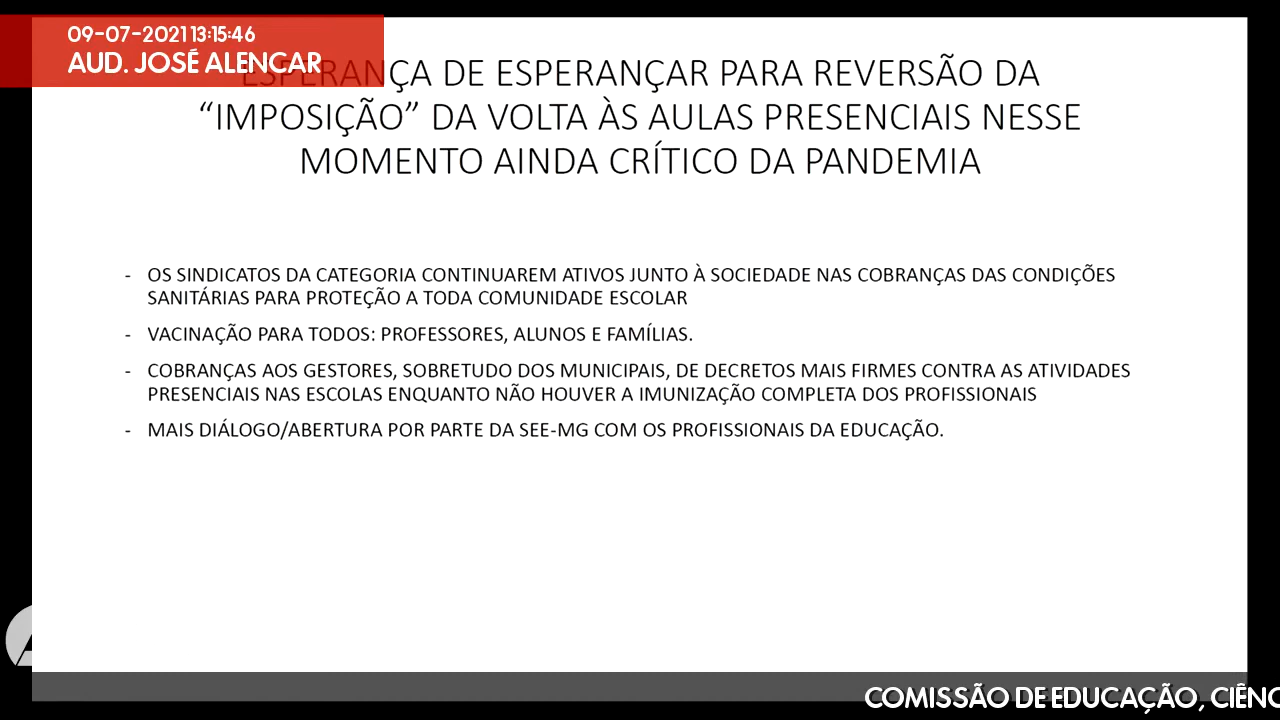 09-07-2021 13:15:46
AUD. JOSÉ ALENCAR
ESPERANÇA DE ESPERANÇAR PARA REVERSÃO DA
“IMPOSIÇÃO” DA VOLTA ÀS AULAS PRESENCIAIS NESSE
MOMENTO AINDA CRÍTICO DA PANDEMIA
- OS SINDICATOS DA CATEGORIA CONTINUAREM ATIVOS JUNTO À SOCIEDADE NAS COBRANÇAS DAS CONDIÇÕES
SANITÁRIAS PARA PROTEÇÃO A TODA COMUNIDADE ESCOLAR
- VACINAÇÃO PARA TODOS: PROFESSORES, ALUNOS E FAMÍLIAS.
- COBRANÇAS AOS GESTORES, SOBRETUDO DOS MUNICIPAIS, DE DECRETOS MAIS FIRMES CONTRA AS ATIVIDADES
PRESENCIAIS NAS ESCOLAS ENQUANTO NÃO HOUVER A IMUNIZAÇÃO COMPLETA DOS PROFISSIONAIS
- MAIS DIÁLOGO/ABERTURA POR PARTE DA SEE-MG COM OS PROFISSIONAIS DA EDUCAÇÃO.
COMISSÃO DE EDUCAÇÃO, CIÊNC